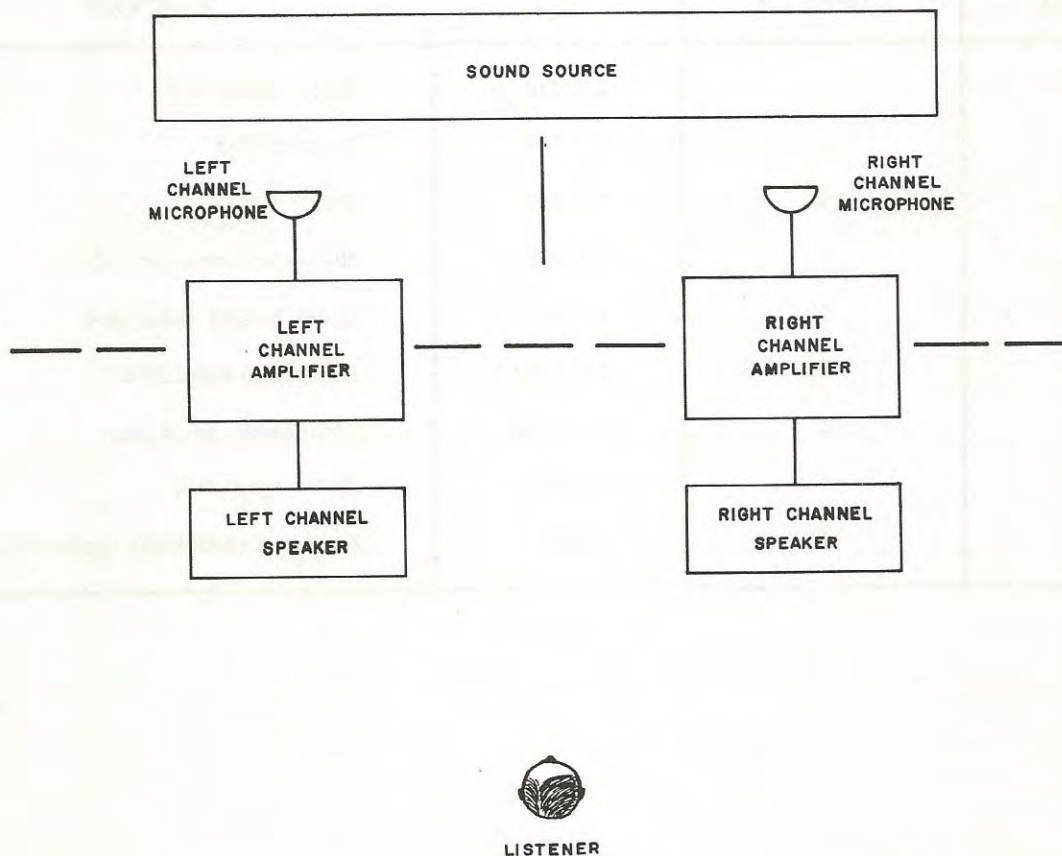 SOUND SOURCE
LEFT
CHANNEL
MICROPHONE
RIGHT
CHANNEL
MICROPHONE
LEFT
CHANNEL
AMPLIFIER
RIGHT
CHANNEL
AMPLIFIER
LEFT CHANNEL
SPEAKER
RIGHT CHANNEL
SPEAKER
LISTENER